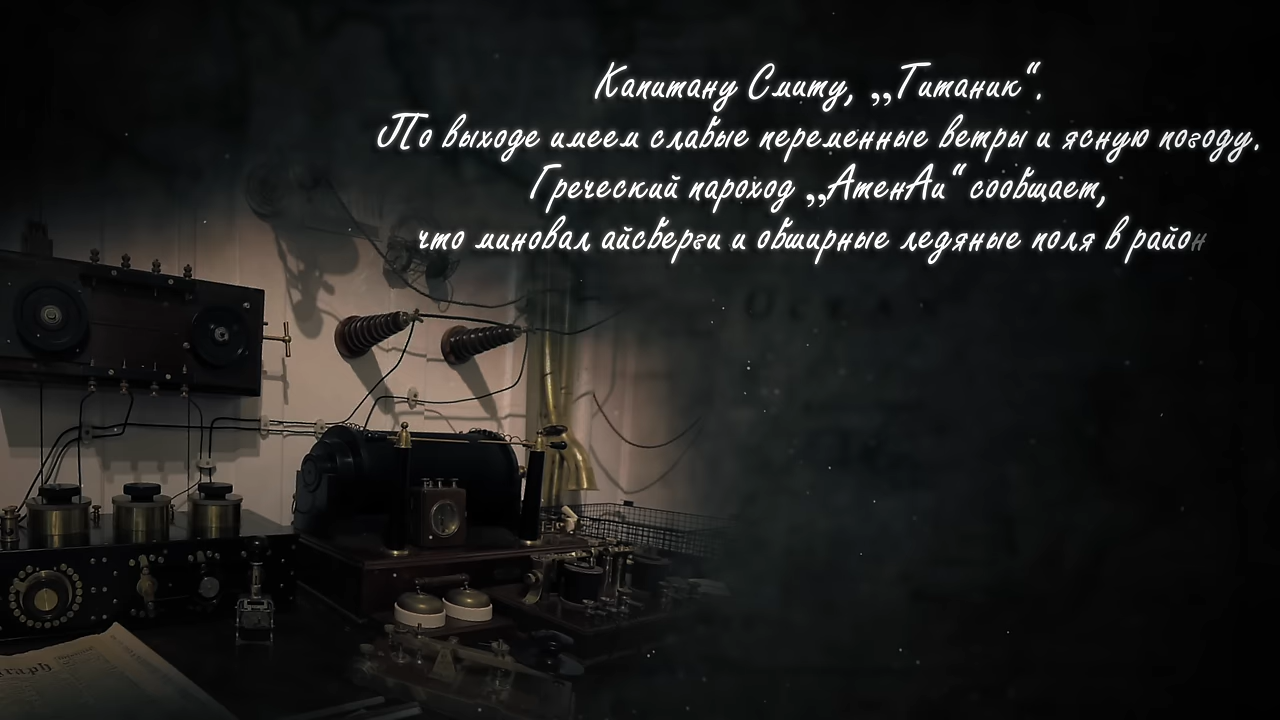 Капитану Смиту, „Титаник“.
По выходе имеем слабые переменные ветры и ясную погоду.
Греческий пароход „АтенАи“ сообщает,
что миновал айсберги и обширные ледяные поля в район
raph